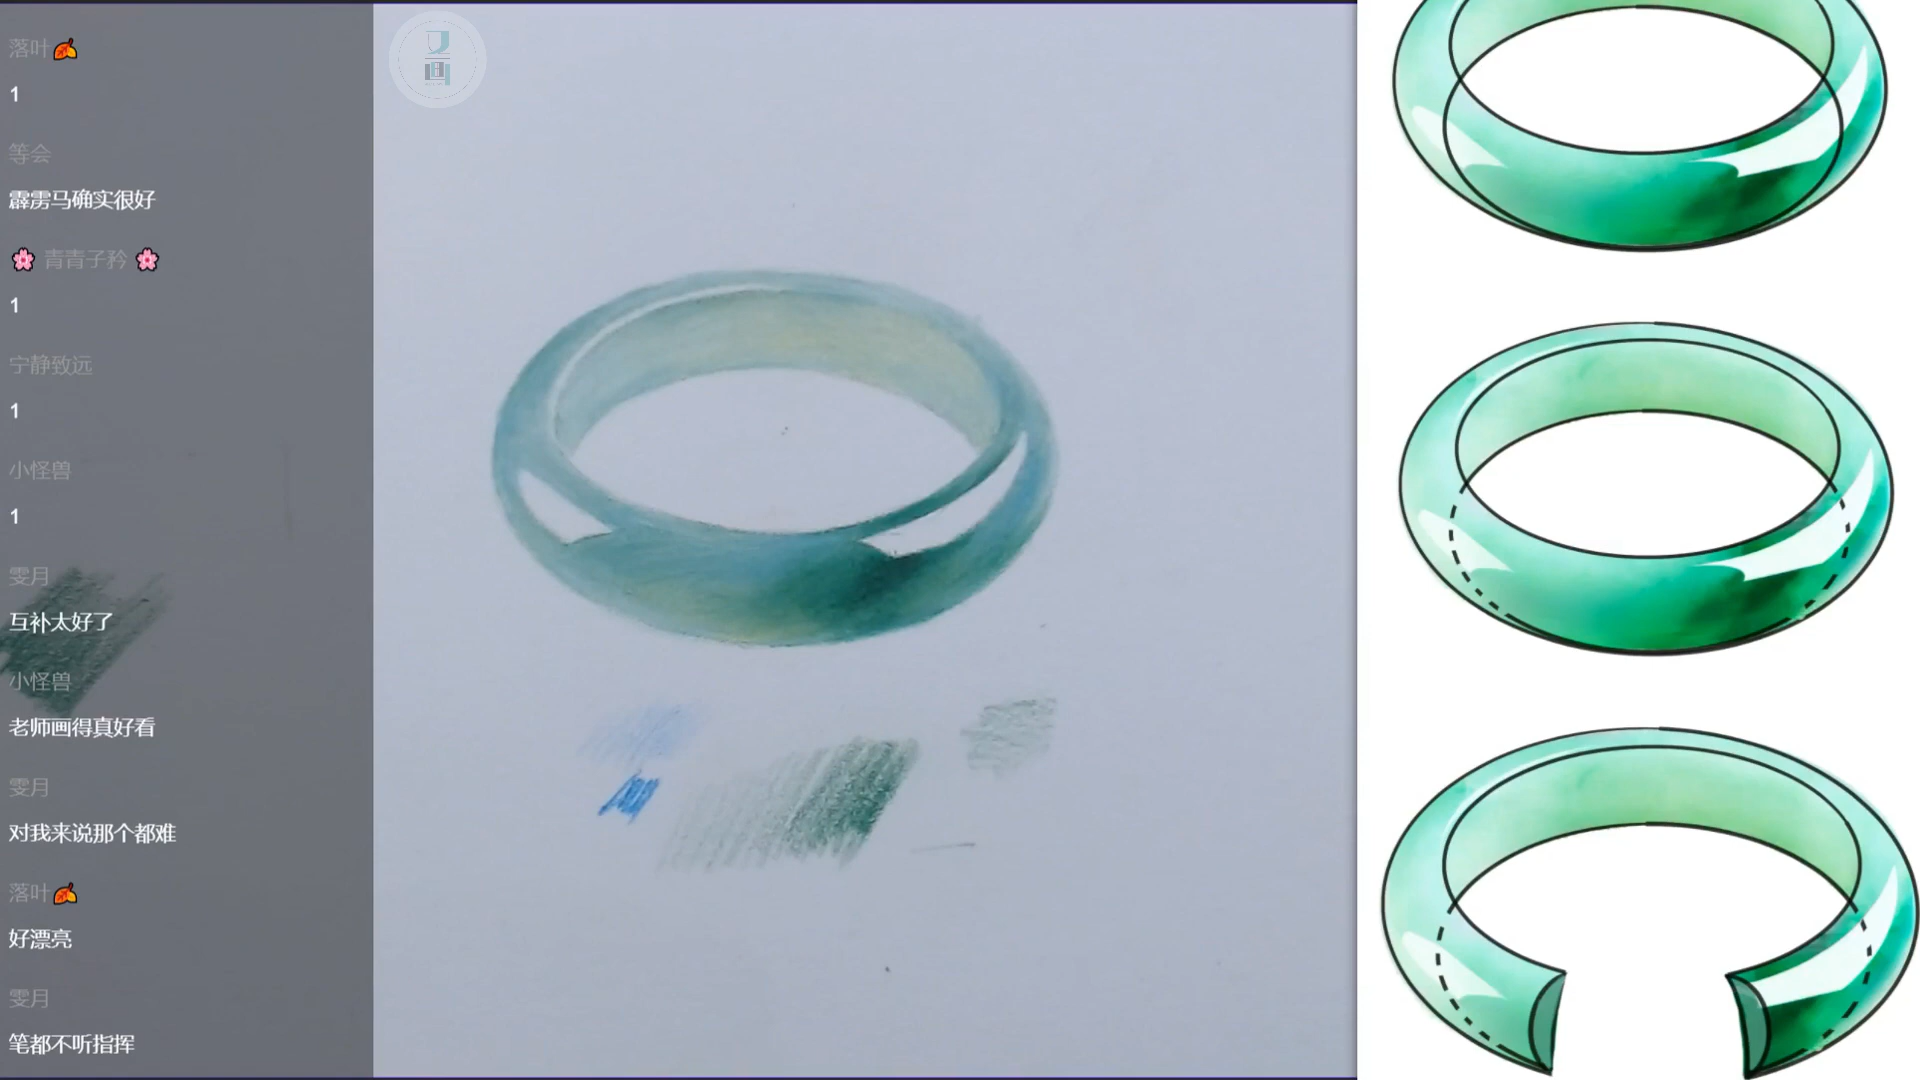 落叶🍂
1
等会
霹雳马确实很好
🌸 青青子矜 🌸
1
宁静致远
1
小怪兽
1
雯月
互补太好了
小怪兽
老师画得真好看
雯月
对我来说那个都难
落叶🍂
好漂亮
雯月
笔都不听指挥